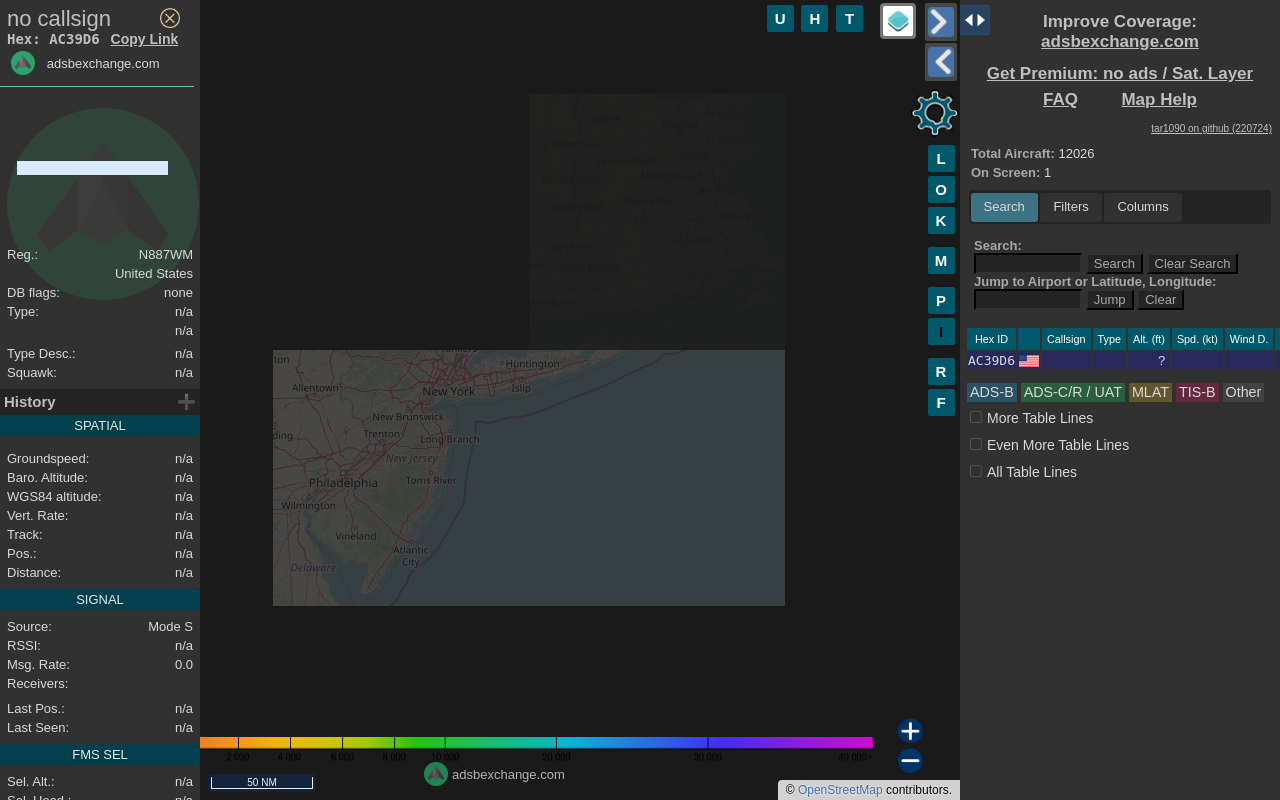 no callsign
Hex: AC39D6 Copy Link
adsbexchange.com
Reg.: N887WM
United States
DB flags: none
Type: n/a
n/a
Type Desc.: n/a
Squawk: n/a
History
SPATIAL
Groundspeed: n/a
Baro. Altitude: n/a
WGS84 altitude: n/a
Vert. Rate: n/a
Track: n/a
Pos.: n/a
Distance: n/a
SIGNAL
Source: Mode S
RSSI: n/a
Msg. Rate: 0.0
Receivers:
Last Pos.: n/a
Last Seen: n/a
FMS SEL
Sel. Alt.: n/a
Sel. Head.: n/a
U H T
L
O
K
M
P
I
R
F
Huntington
Allentown
New York
Islip
New Brunswick
Trenton
Long Branch
New Jersey
Philadelphia
Toms River
Wilmington
Vineland
Atlantic
City
Delaware
2 000 4 000 6 000 8 000 10 000 20 000 30 000 40 000+
adsbexchange.com
50 NM
© OpenStreetMap contributors.
Improve Coverage:
adsbexchange.com
Get Premium: no ads / Sat. Layer
FAQ Map Help
tar1090 on github (220724)
Total Aircraft: 12026
On Screen: 1
Search Filters Columns
Search:
Search Clear Search
Jump to Airport or Latitude, Longitude:
Jump Clear
Hex ID Callsign Type Alt. (ft) Spd. (kt) Wind D.
AC39D6 ?
ADS-B ADS-C/R / UAT MLAT TIS-B Other
More Table Lines
Even More Table Lines
All Table Lines